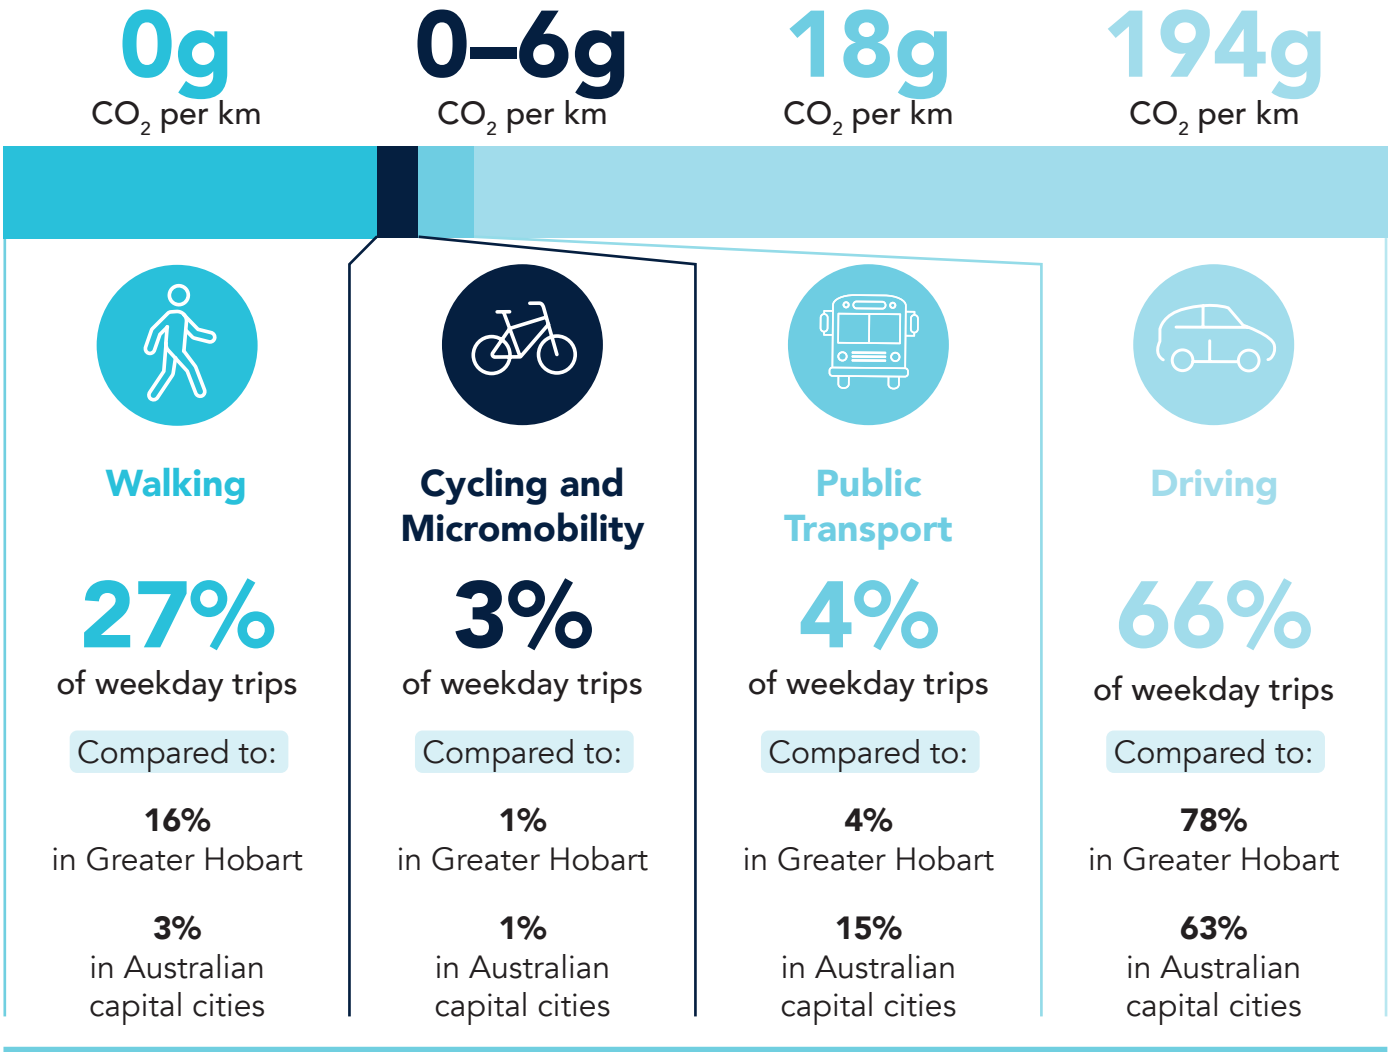 0g
CO₂ per km
0–6g
CO₂ per km
18g
CO₂ per km
194g
CO₂ per km
Walking
27%
of weekday trips
Compared to:
16%
in Greater Hobart
3%
in Australian
capital cities
Cycling and
Micromobility
3%
of weekday trips
Compared to:
1%
in Greater Hobart
1%
in Australian
capital cities
Public
Transport
4%
of weekday trips
Compared to:
4%
in Greater Hobart
15%
in Australian
capital cities
Driving
66%
of weekday trips
Compared to:
78%
in Greater Hobart
63%
in Australian
capital cities